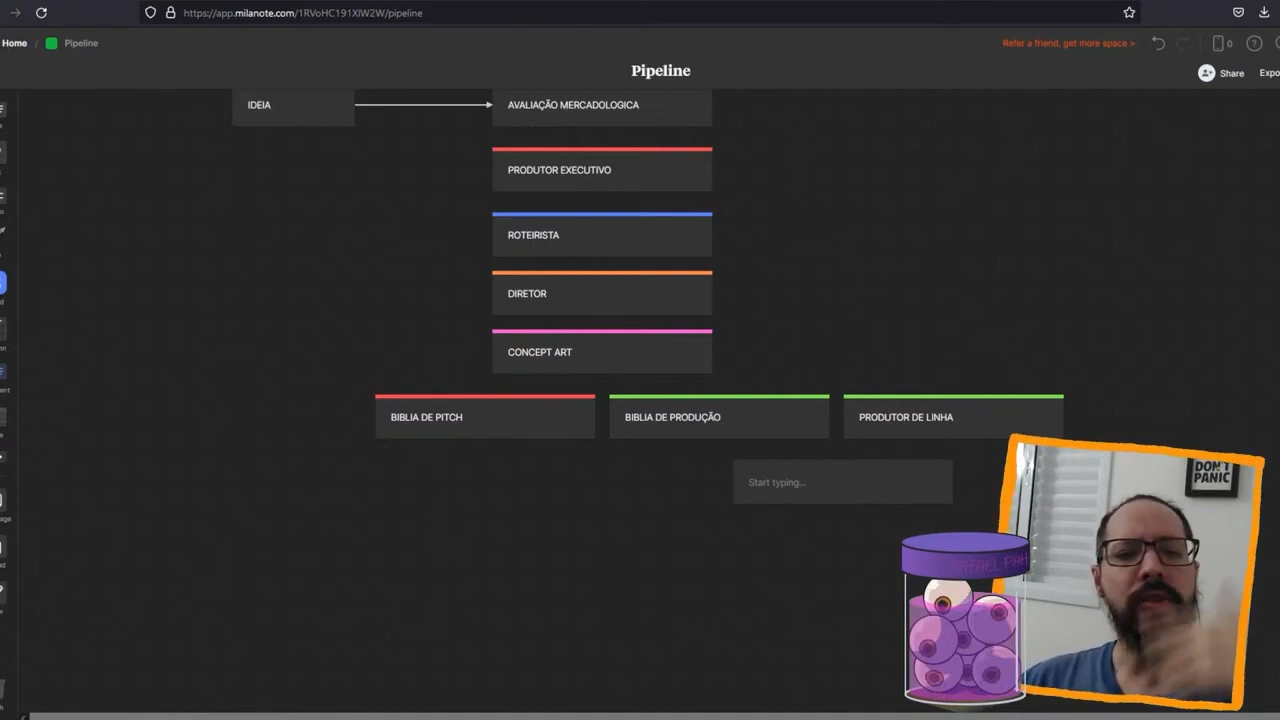 https://app.milanote.com/1RVoHC191XIW2W/pipeline
Home / Pipeline
Refer a friend, get more space >
0
?
Pipeline
Share
Expo
IDEIA
AVALIAÇÃO MERCADOLOGICA
PRODUTOR EXECUTIVO
ROTEIRISTA
DIRETOR
CONCEPT ART
BIBLIA DE PITCH
BIBLIA DE PRODUÇÃO
PRODUTOR DE LINHA
Start typing...
DON'T
PANIC